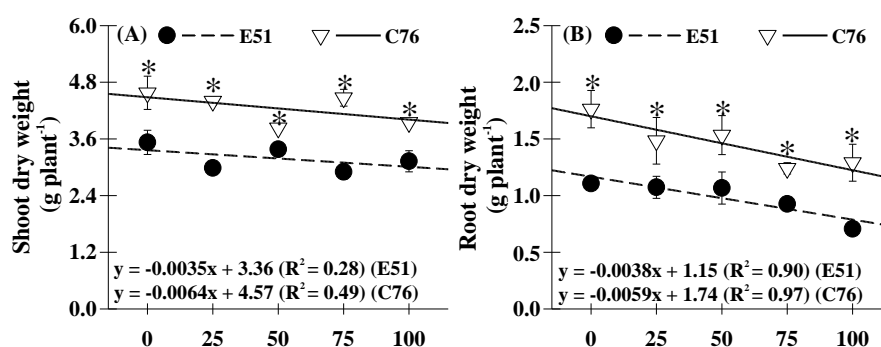 (A) E51 C76
Shoot dry weight
(g plant⁻¹)
6.0
4.8
3.6
2.4
1.2
0.0
* * * * *
y = -0.0035x + 3.36 (R² = 0.28) (E51)
y = -0.0064x + 4.57 (R² = 0.49) (C76)
0 25 50 75 100
(B) E51 C76
Root dry weight
(g plant⁻¹)
2.5
2.0
1.5
1.0
0.5
0.0
* * * * *
y = -0.0038x + 1.15 (R² = 0.90) (E51)
y = -0.0059x + 1.74 (R² = 0.97) (C76)
0 25 50 75 100